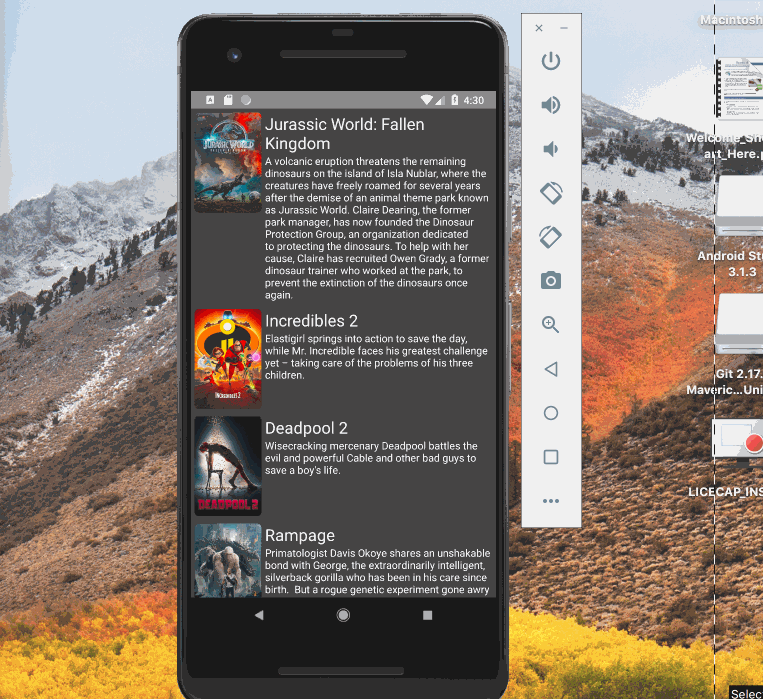 4:30
Jurassic World: Fallen
Kingdom
A volcanic eruption threatens the remaining
dinosaurs on the island of Isla Nublar, where the
creatures have freely roamed for several years
after the demise of an animal theme park known
as Jurassic World. Claire Dearing, the former
park manager, has now founded the Dinosaur
Protection Group, an organization dedicated
to protecting the dinosaurs. To help with her
cause, Claire has recruited Owen Grady, a former
dinosaur trainer who worked at the park, to
prevent the extinction of the dinosaurs once
again.
JURASSIC WORLD
Incredibles 2
Elastigirl springs into action to save the day,
while Mr. Incredible faces his greatest challenge
yet – taking care of the problems of his three
children.
INCREDIBLES 2
Deadpool 2
Wisecracking mercenary Deadpool battles the
evil and powerful Cable and other bad guys to
save a boy's life.
DEADPOOL 2
Rampage
Primatologist Davis Okoye shares an unshakable
bond with George, the extraordinarily intelligent,
silverback gorilla who has been in his care since
birth.  But a rogue genetic experiment gone awry
Macintosh
Welcome_Sh
art_Here.p
Android Stu
3.1.3
Git 2.17.
Maveric...Uni
LICECAP_INS
Selec